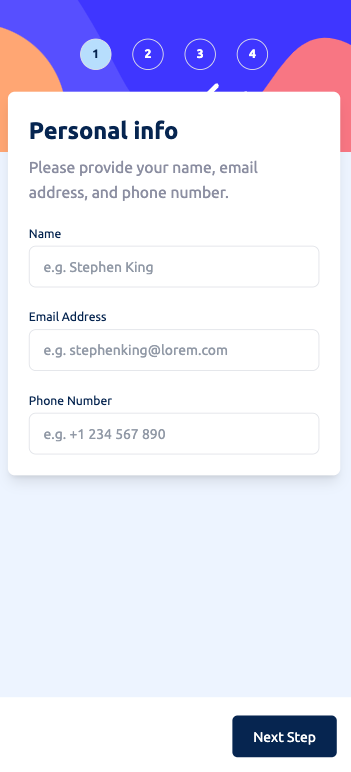 1 2 3 4
Personal info
Please provide your name, email
address, and phone number.
Name
e.g. Stephen King
Email Address
e.g. stephenking@lorem.com
Phone Number
e.g. +1 234 567 890
Next Step